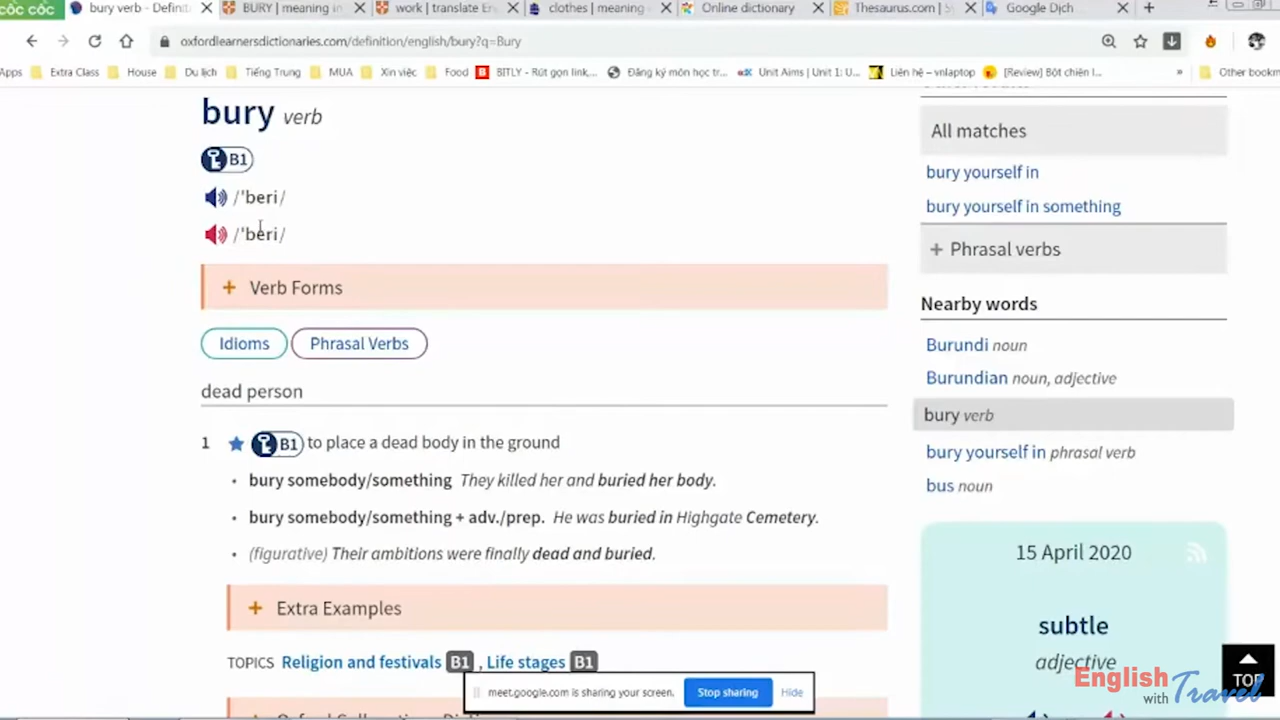 cốc cốc
bury verb - Definit
BURY | meaning in
work | translate En
clothes | meaning
Online dictionary
Thesaurus.com | S
Google Dịch
oxfordlearnersdictionaries.com/definition/english/bury?q=Bury
Apps
Extra Class
House
Du lịch
Tiếng Trung
MUA
Xin việc
Food
BITLY - Rút gọn link,...
Đăng ký môn học tr...
Unit Aims | Unit 1: U...
Liên hệ – vnlaptop
[Review] Bột chiên l...
»
Other bookm
bury verb
B1
/ˈberi/
/ˈberi/
+ Verb Forms
Idioms
Phrasal Verbs
dead person
1 B1 to place a dead body in the ground
• bury somebody/something They killed her and buried her body.
• bury somebody/something + adv./prep. He was buried in Highgate Cemetery.
• (figurative) Their ambitions were finally dead and buried.
+ Extra Examples
TOPICS Religion and festivals B1 , Life stages B1
All matches
bury yourself in
bury yourself in something
+ Phrasal verbs
Nearby words
Burundi noun
Burundian noun, adjective
bury verb
bury yourself in phrasal verb
bus noun
15 April 2020
subtle
adjective
TOP
meet.google.com is sharing your screen.
Stop sharing
Hide
English
with Travel